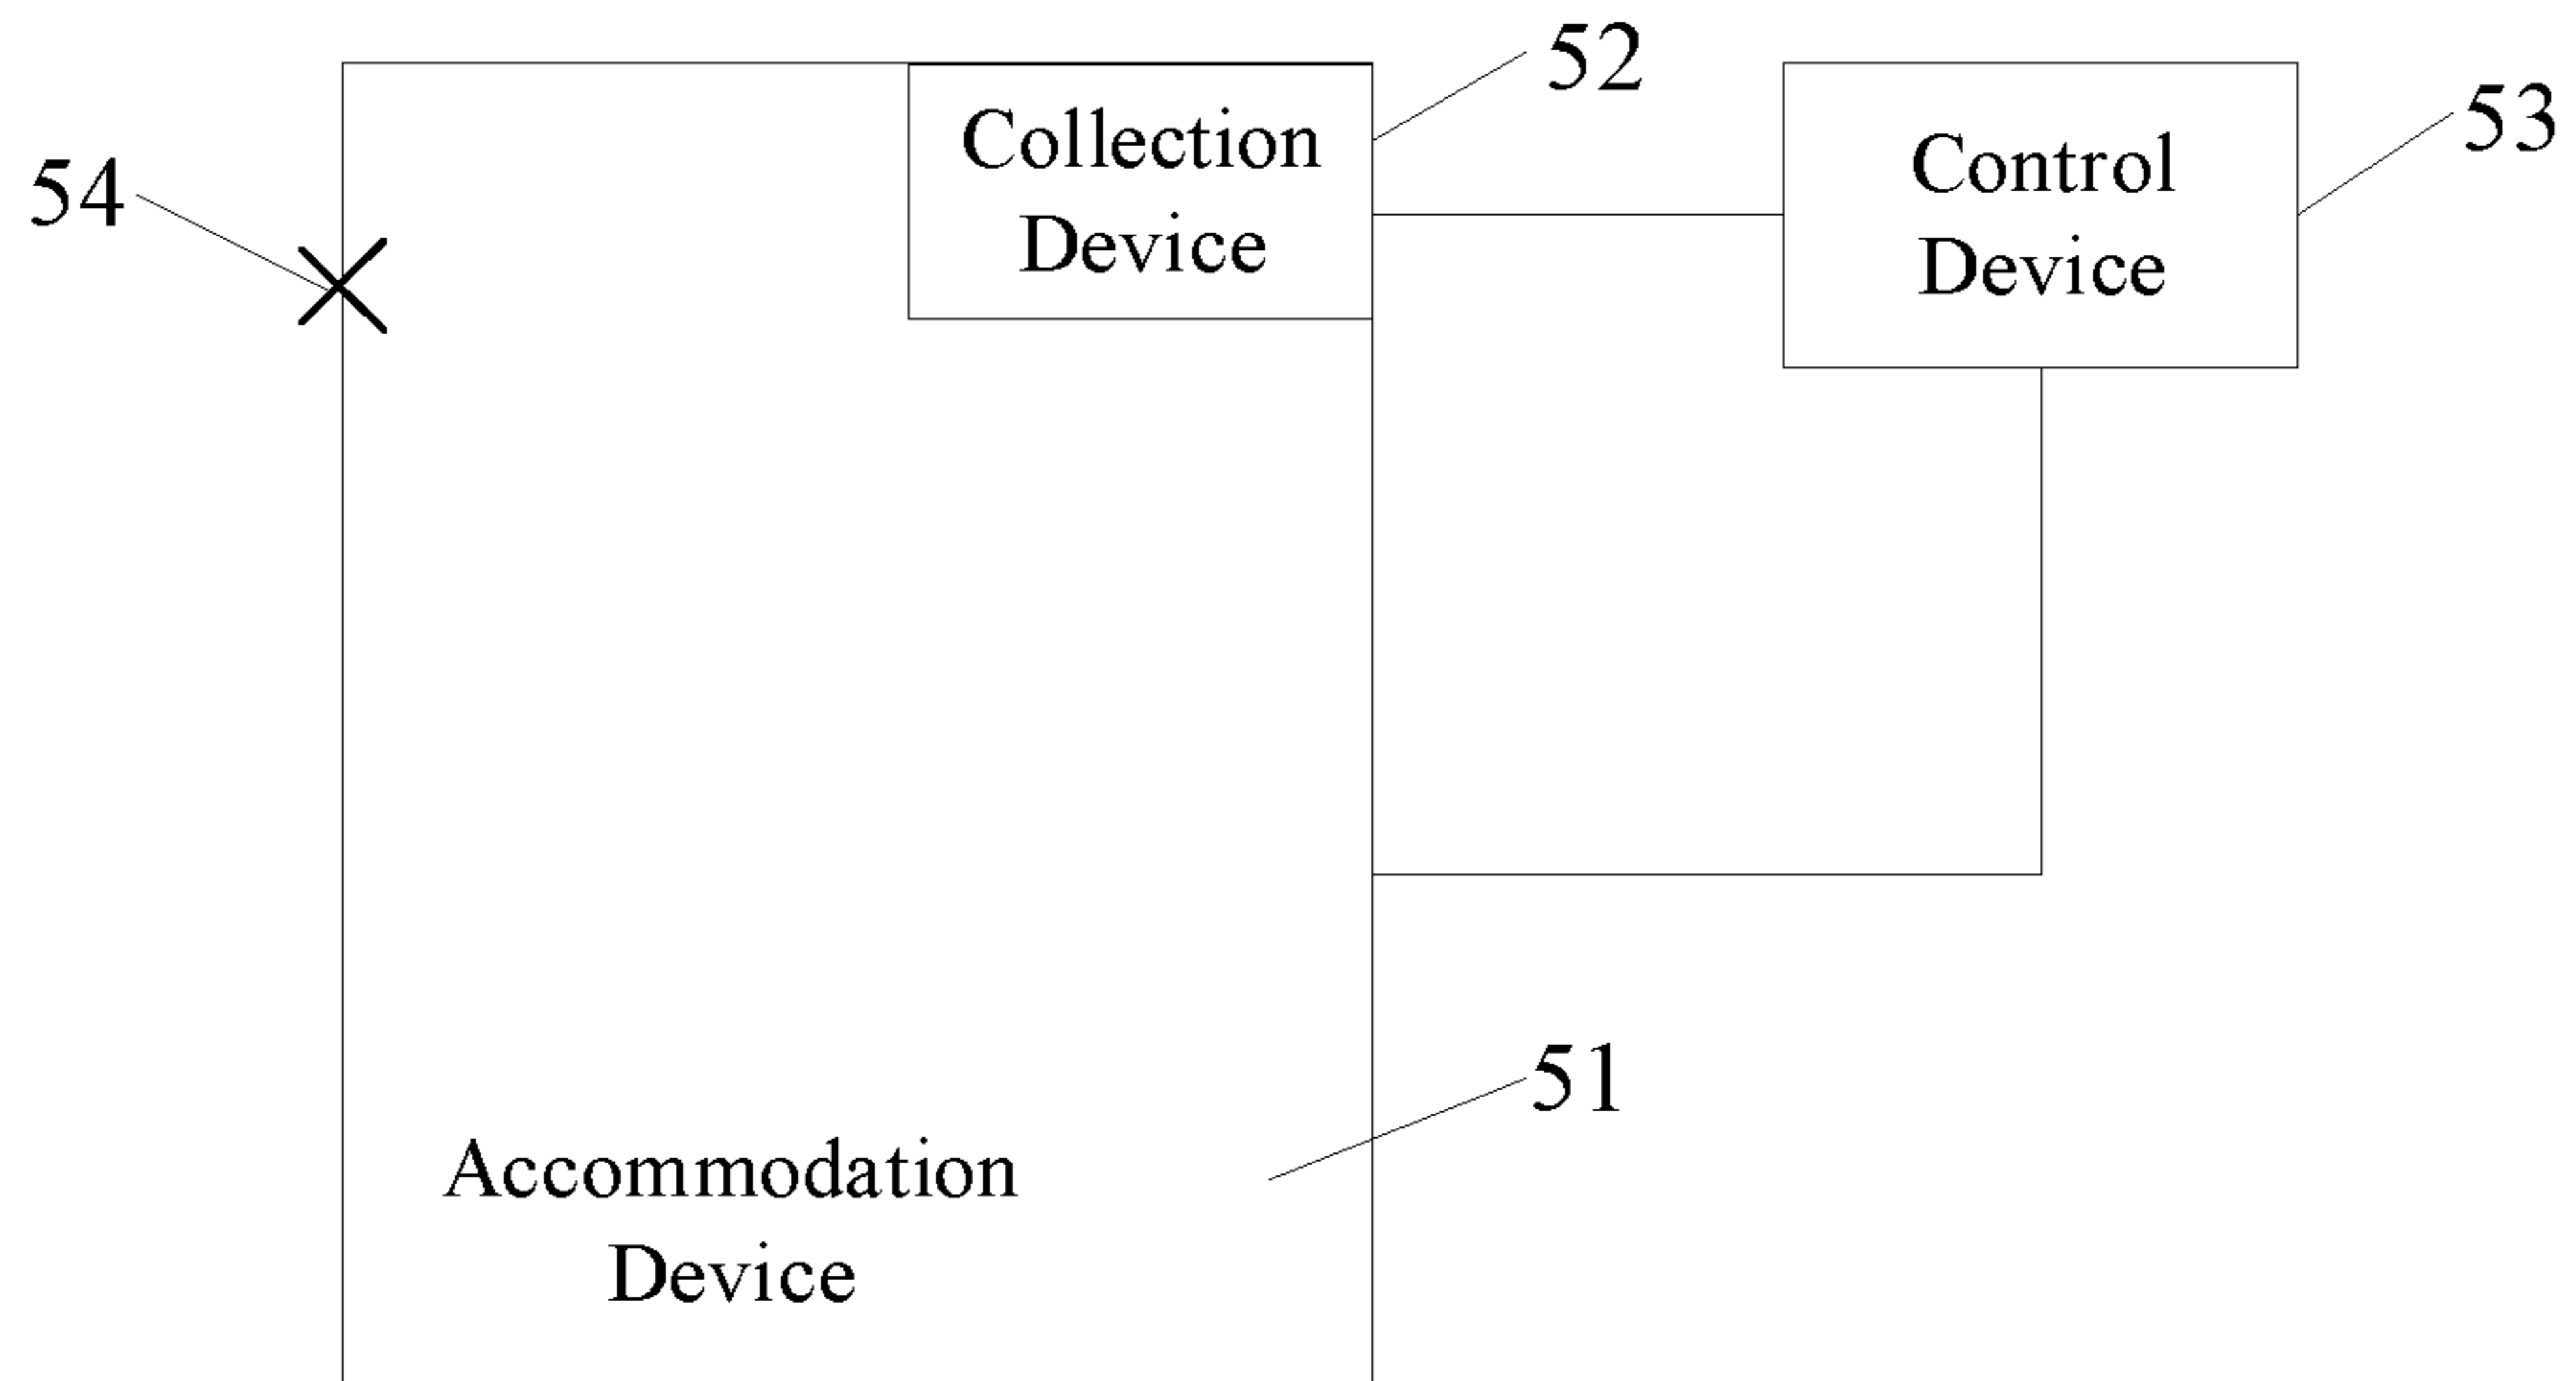 52
Collection
Device
Control
Device
53
54
51
Accommodation
Device